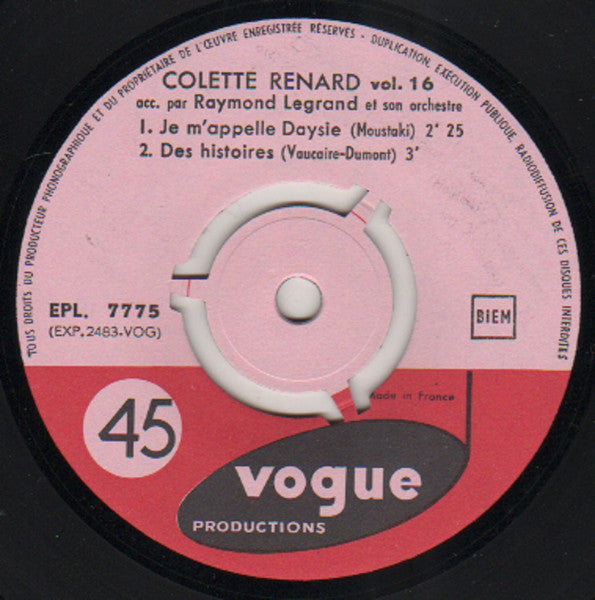 TOUS DROITS DU PRODUCTEUR PHONOGRAPHIQUE ET DU PROPRIÉTAIRE DE L'ŒUVRE ENREGISTRÉE RÉSERVÉS - DUPLICATION, EXÉCUTION PUBLIQUE, RADIODIFFUSION DE CES DISQUES INTERDITES
COLETTE RENARD vol. 16
acc. par Raymond Legrand et son orchestre
1. Je m'appelle Daysie (Moustaki) 2' 25
2. Des histoires (Vaucaire-Dumont) 3'
EPL. 7775
(EXP. 2483-VOG)
BIEM
made in France
45
vogue
PRODUCTIONS